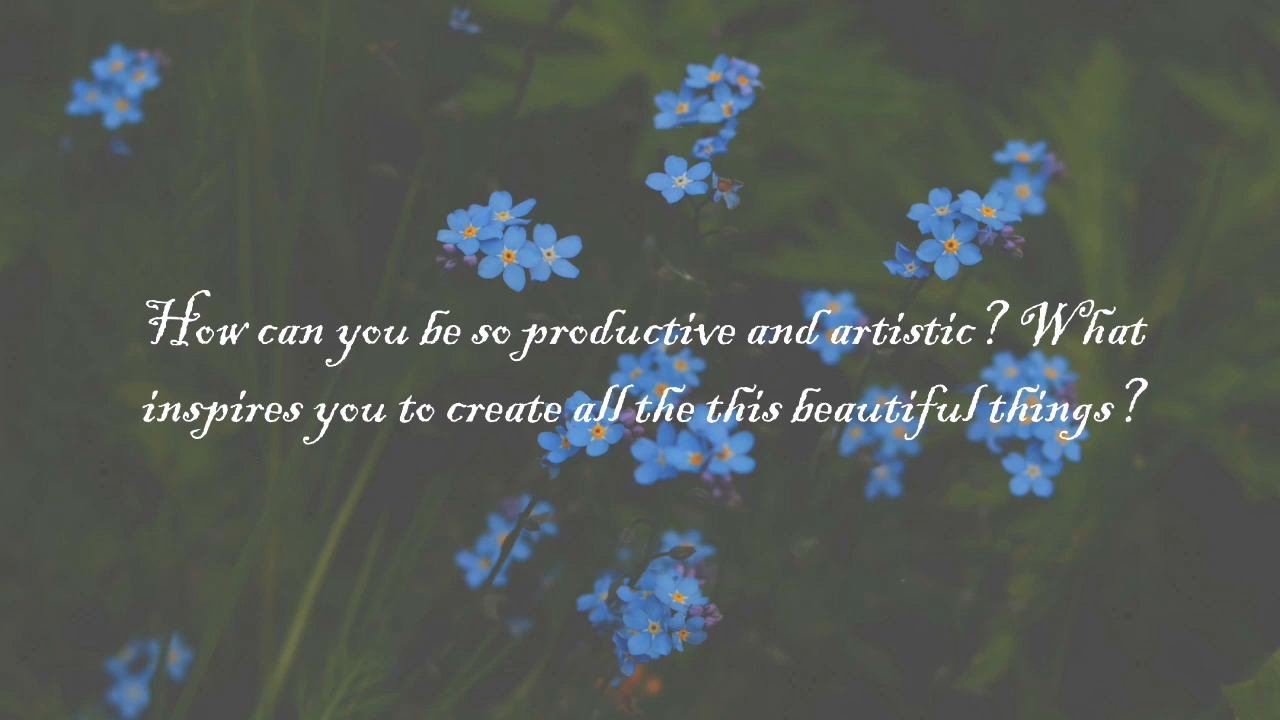 How can you be so productive and artistic? What
inspires you to create all the this beautiful things?